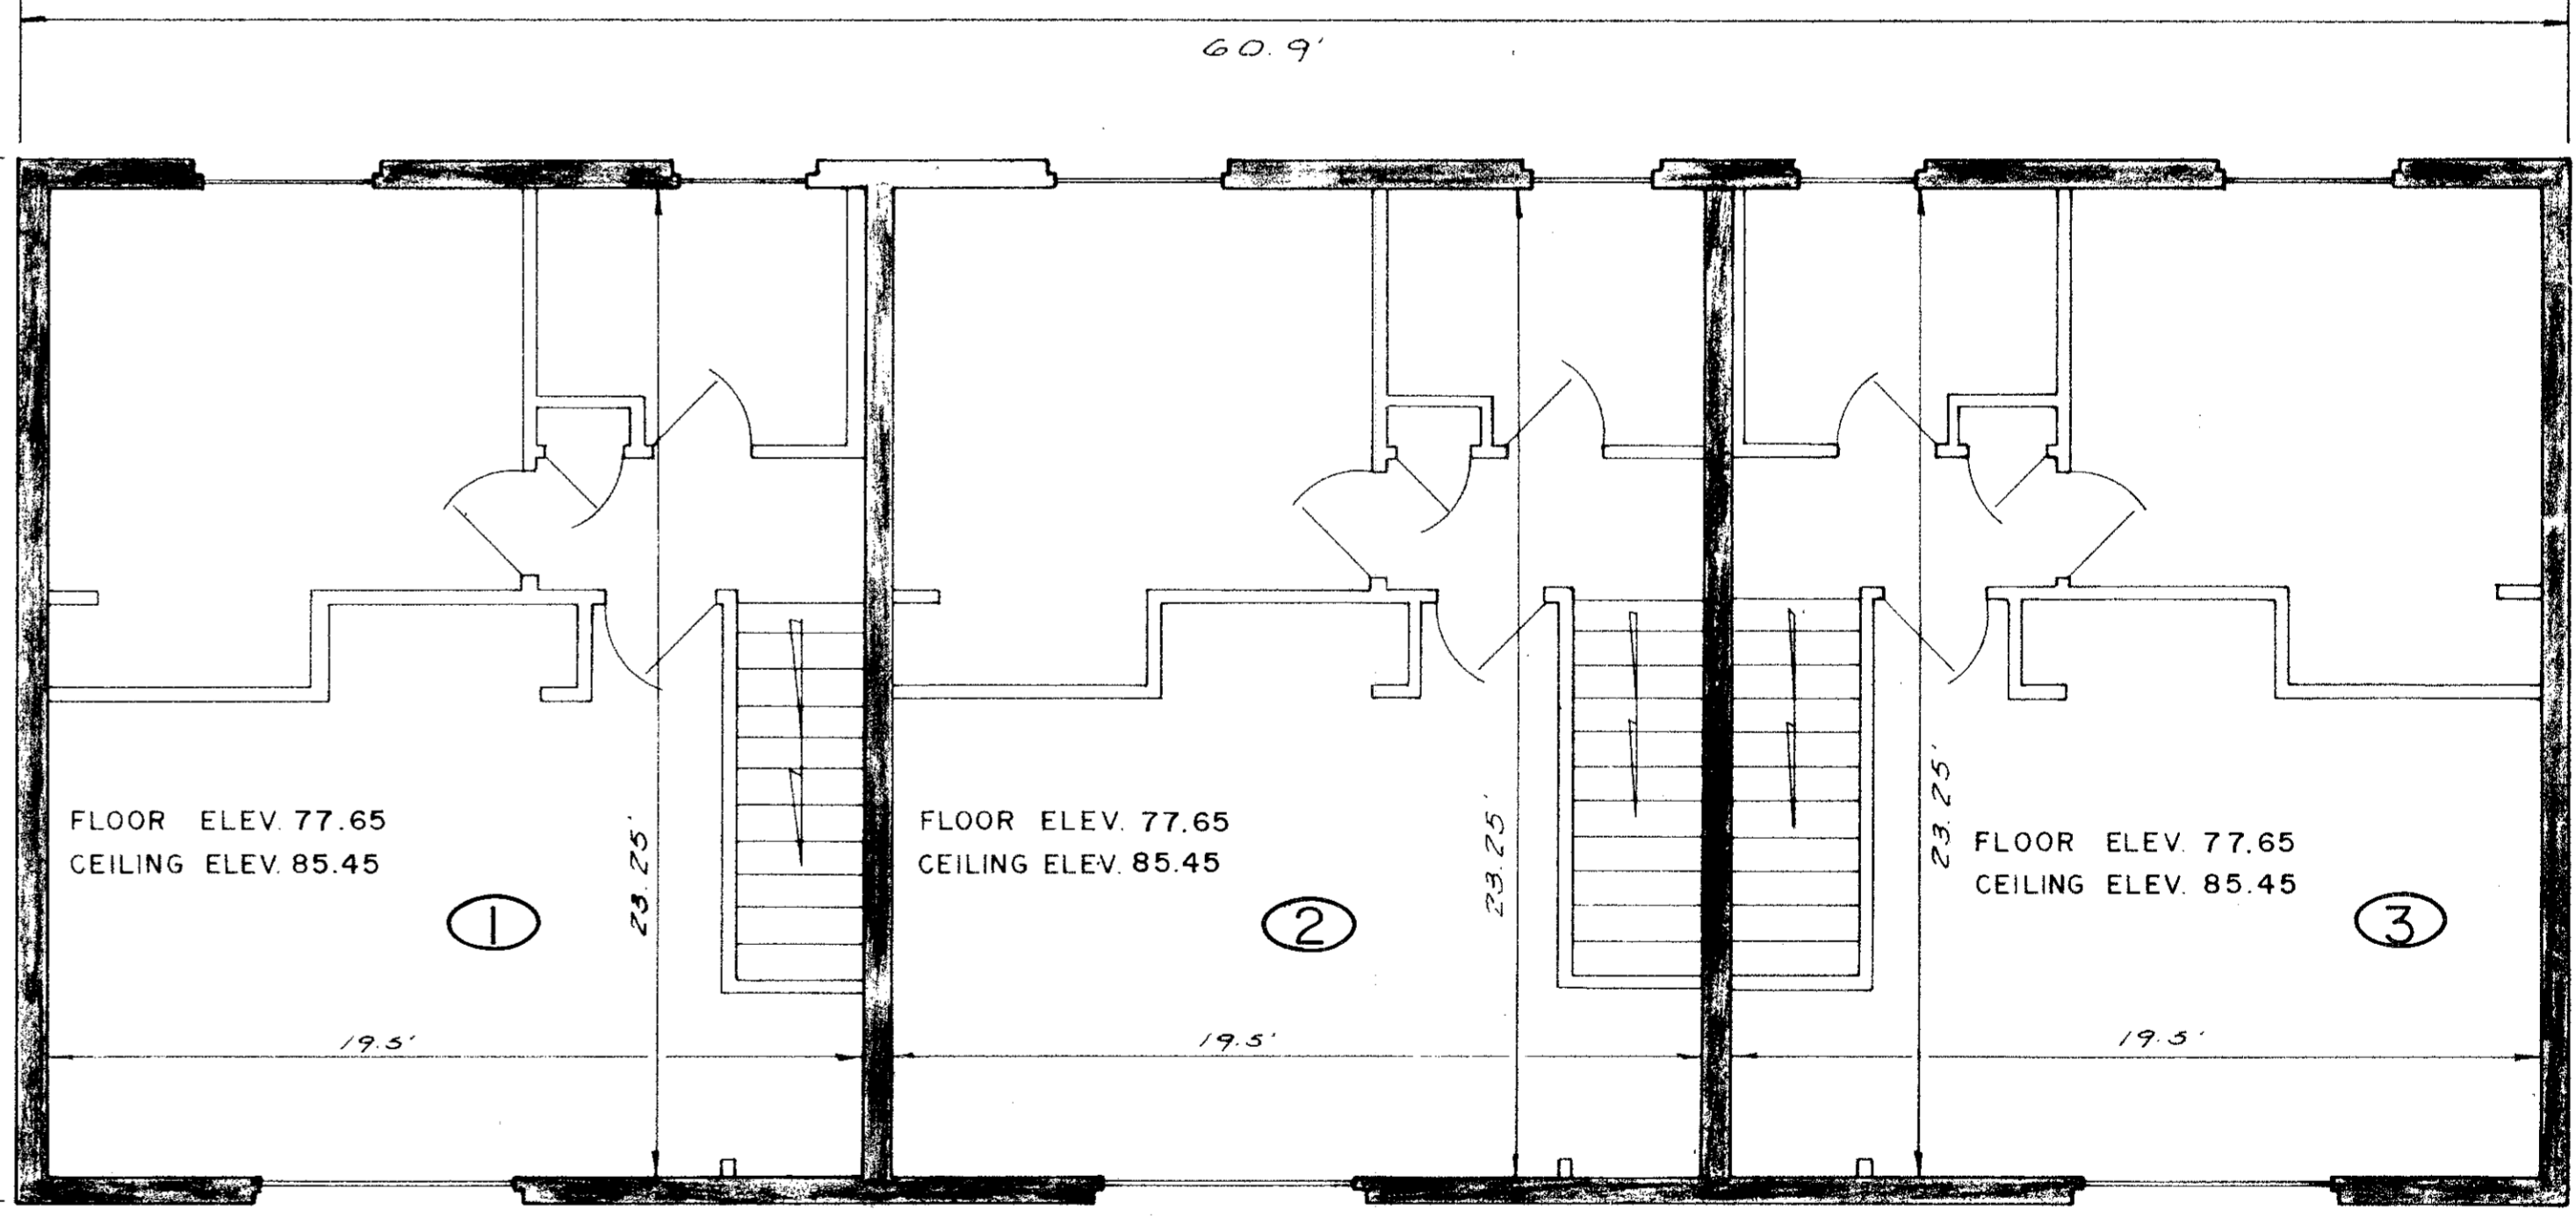 60.9'
FLOOR ELEV. 77.65
CEILING ELEV. 85.45
1
23.25'
19.5'
FLOOR ELEV. 77.65
CEILING ELEV. 85.45
2
23.25'
19.5'
23.25'
FLOOR ELEV. 77.65
CEILING ELEV. 85.45
3
19.5'